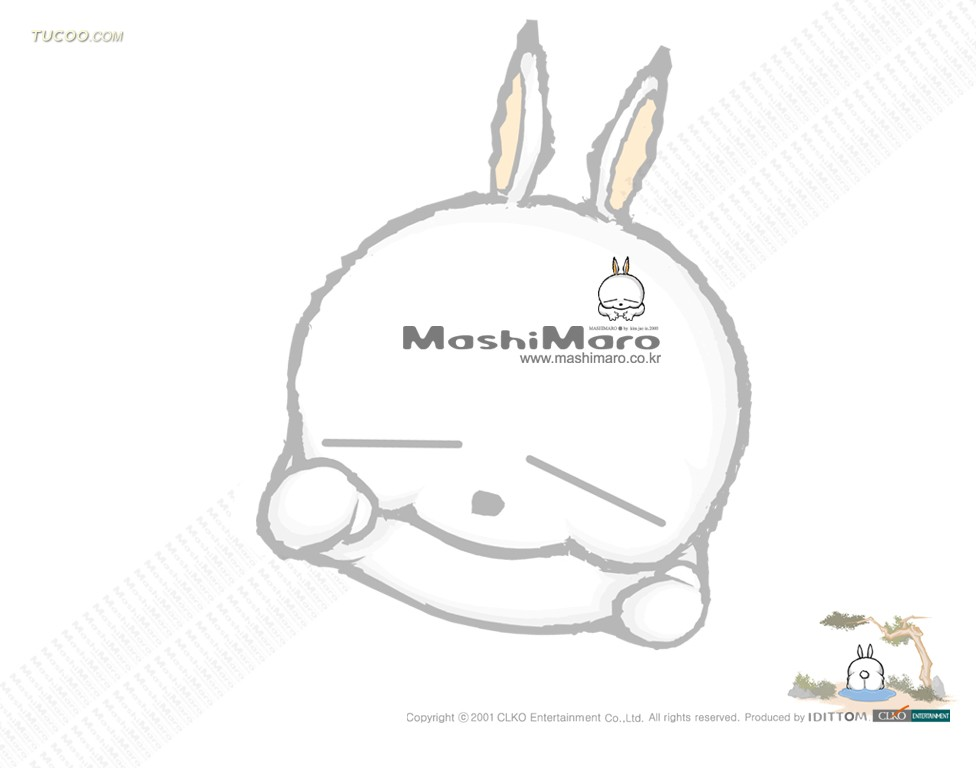 TUCOO.COM
MashiMaro
www.mashimaro.co.kr
Copyright ⓒ 2001 CLKO Entertainment Co.,Ltd. All rights reserved. Produced by IDITTOM. CLKO ENTERTAINMENT